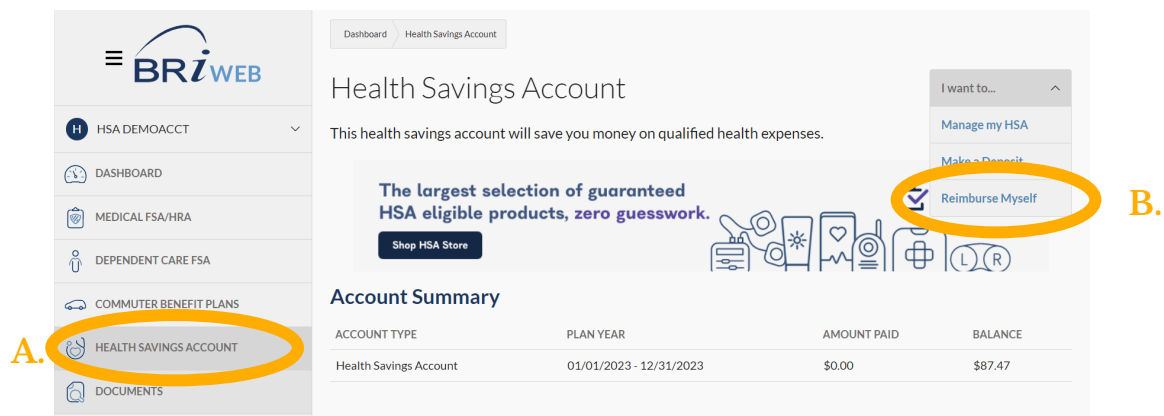 BRiWEB
H HSA DEMOACCT
DASHBOARD
MEDICAL FSA/HRA
DEPENDENT CARE FSA
COMMUTER BENEFIT PLANS
A. HEALTH SAVINGS ACCOUNT
DOCUMENTS
Dashboard Health Savings Account
Health Savings Account
This health savings account will save you money on qualified health expenses.
I want to...
Manage my HSA
Make a Deposit
Reimburse Myself B.
The largest selection of guaranteed
HSA eligible products, zero guesswork.
Shop HSA Store
L R
Account Summary
ACCOUNT TYPE PLAN YEAR AMOUNT PAID BALANCE
Health Savings Account 01/01/2023 - 12/31/2023 $0.00 $87.47